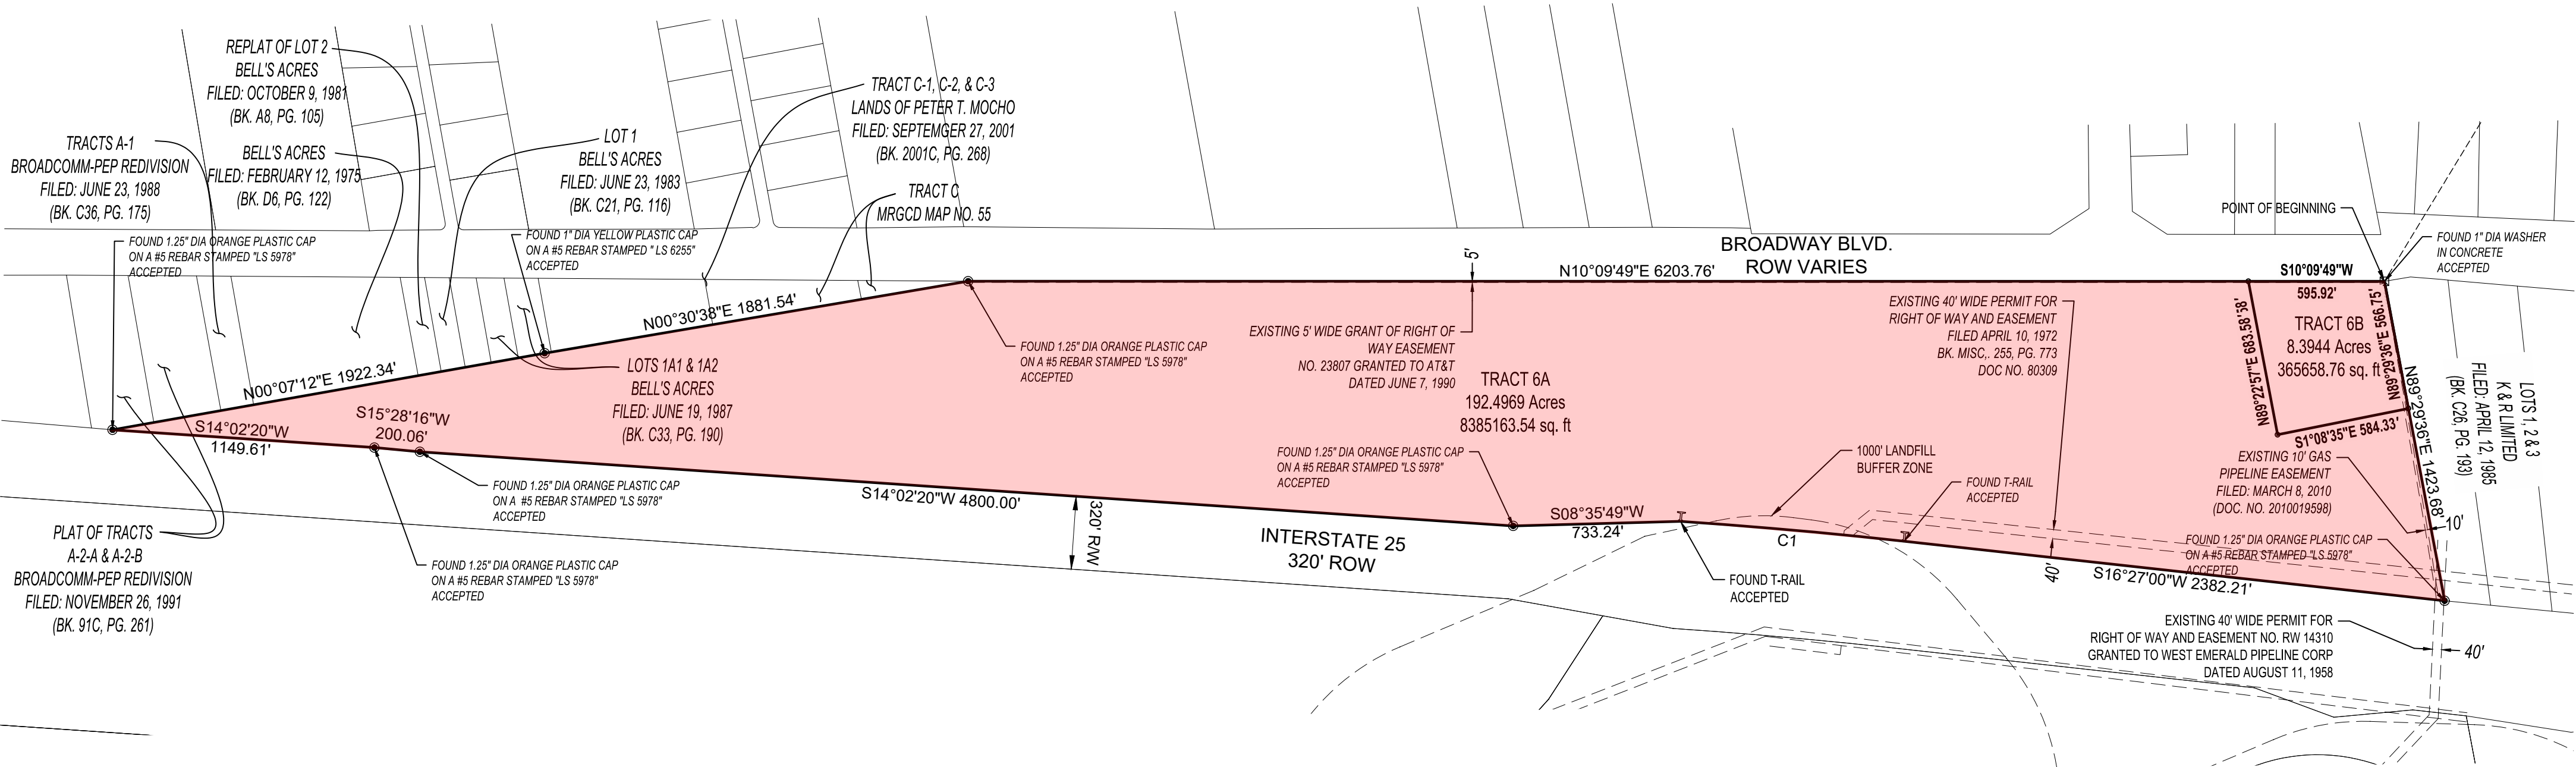 REPLAT OF LOT 2
BELL'S ACRES
FILED: OCTOBER 9, 1981
(BK. A8, PG. 105)
TRACTS A-1
BROADCOMM-PEP REDIVISION
FILED: JUNE 23, 1988
(BK. C36, PG. 175)
BELL'S ACRES
FILED: FEBRUARY 12, 1975
(BK. D6, PG. 122)
LOT 1
BELL'S ACRES
FILED: JUNE 23, 1983
(BK. C21, PG. 116)
TRACT C-1, C-2, & C-3
LANDS OF PETER T. MOCHO
FILED: SEPTEMGER 27, 2001
(BK. 2001C, PG. 268)
TRACT C
MRGCD MAP NO. 55
FOUND 1.25" DIA ORANGE PLASTIC CAP
ON A #5 REBAR STAMPED "LS 5978"
ACCEPTED
FOUND 1" DIA YELLOW PLASTIC CAP
ON A #5 REBAR STAMPED " LS 6255"
ACCEPTED
BROADWAY BLVD.
ROW VARIES
N10°09'49"E 6203.76'
5'
POINT OF BEGINNING
FOUND 1" DIA WASHER
IN CONCRETE
ACCEPTED
S10°09'49"W
595.92'
N00°30'38"E 1881.54'
N00°07'12"E 1922.34'
FOUND 1.25" DIA ORANGE PLASTIC CAP
ON A #5 REBAR STAMPED "LS 5978"
ACCEPTED
EXISTING 5' WIDE GRANT OF RIGHT OF
WAY EASEMENT
NO. 23807 GRANTED TO AT&T
DATED JUNE 7, 1990
EXISTING 40' WIDE PERMIT FOR
RIGHT OF WAY AND EASEMENT
FILED APRIL 10, 1972
BK. MISC,. 255, PG. 773
DOC NO. 80309
N89°22'57"E 683.58'
TRACT 6B
8.3944 Acres
365658.76 sq. ft
N89°29'36"E 566.75'
S1°08'35"E 584.33'
N89°29'36"E 1423.68'
LOTS 1, 2 & 3
K & R LIMITED
FILED: APRIL 12, 1985
(BK. C26, PG. 193)
LOTS 1A1 & 1A2
BELL'S ACRES
FILED: JUNE 19, 1987
(BK. C33, PG. 190)
TRACT 6A
192.4969 Acres
8385163.54 sq. ft
S14°02'20"W
1149.61'
S15°28'16"W
200.06'
FOUND 1.25" DIA ORANGE PLASTIC CAP
ON A #5 REBAR STAMPED "LS 5978"
ACCEPTED
1000' LANDFILL
BUFFER ZONE
FOUND T-RAIL
ACCEPTED
EXISTING 10' GAS
PIPELINE EASEMENT
FILED: MARCH 8, 2010
(DOC. NO. 2010019598)
10'
FOUND 1.25" DIA ORANGE PLASTIC CAP
ON A #5 REBAR STAMPED "LS 5978"
ACCEPTED
FOUND 1.25" DIA ORANGE PLASTIC CAP
ON A #5 REBAR STAMPED "LS 5978"
ACCEPTED
S14°02'20"W 4800.00'
320' R/W
INTERSTATE 25
320' ROW
S08°35'49"W
733.24'
C1
40'
S16°27'00"W 2382.21'
PLAT OF TRACTS
A-2-A & A-2-B
BROADCOMM-PEP REDIVISION
FILED: NOVEMBER 26, 1991
(BK. 91C, PG. 261)
FOUND 1.25" DIA ORANGE PLASTIC CAP
ON A #5 REBAR STAMPED "LS 5978"
ACCEPTED
FOUND T-RAIL
ACCEPTED
EXISTING 40' WIDE PERMIT FOR
RIGHT OF WAY AND EASEMENT NO. RW 14310
GRANTED TO WEST EMERALD PIPELINE CORP
DATED AUGUST 11, 1958
40'